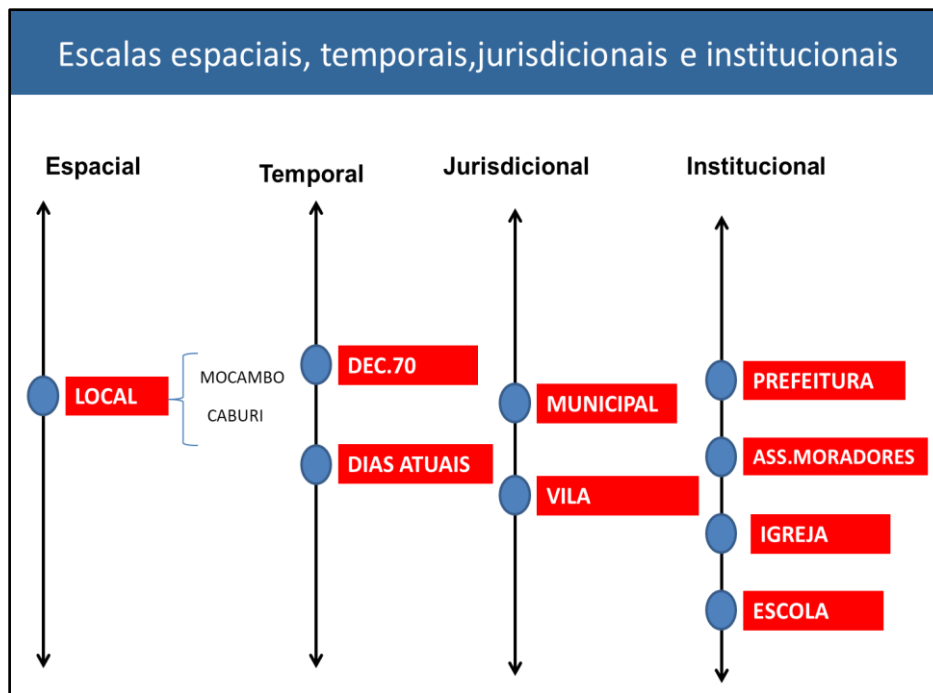 Escalas espaciais, temporais,jurisdicionais e institucionais
Espacial
Temporal
Jurisdicional
Institucional
LOCAL
MOCAMBO
CABURI
DEC.70
DIAS ATUAIS
MUNICIPAL
VILA
PREFEITURA
ASS.MORADORES
IGREJA
ESCOLA